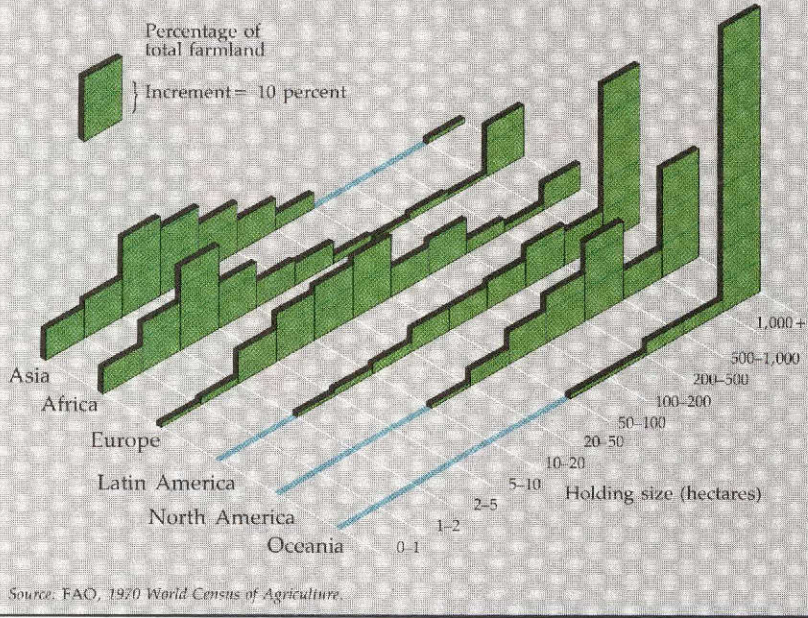 Percentage of
total farmland
Increment = 10 percent
Asia
Africa
Europe
Latin America
North America
Oceania
1,000+
500–1,000
200–500
100–200
50–100
20–50
10–20
5–10
2–5
1–2
0–1
Holding size (hectares)
Source: FAO, 1970 World Census of Agriculture.